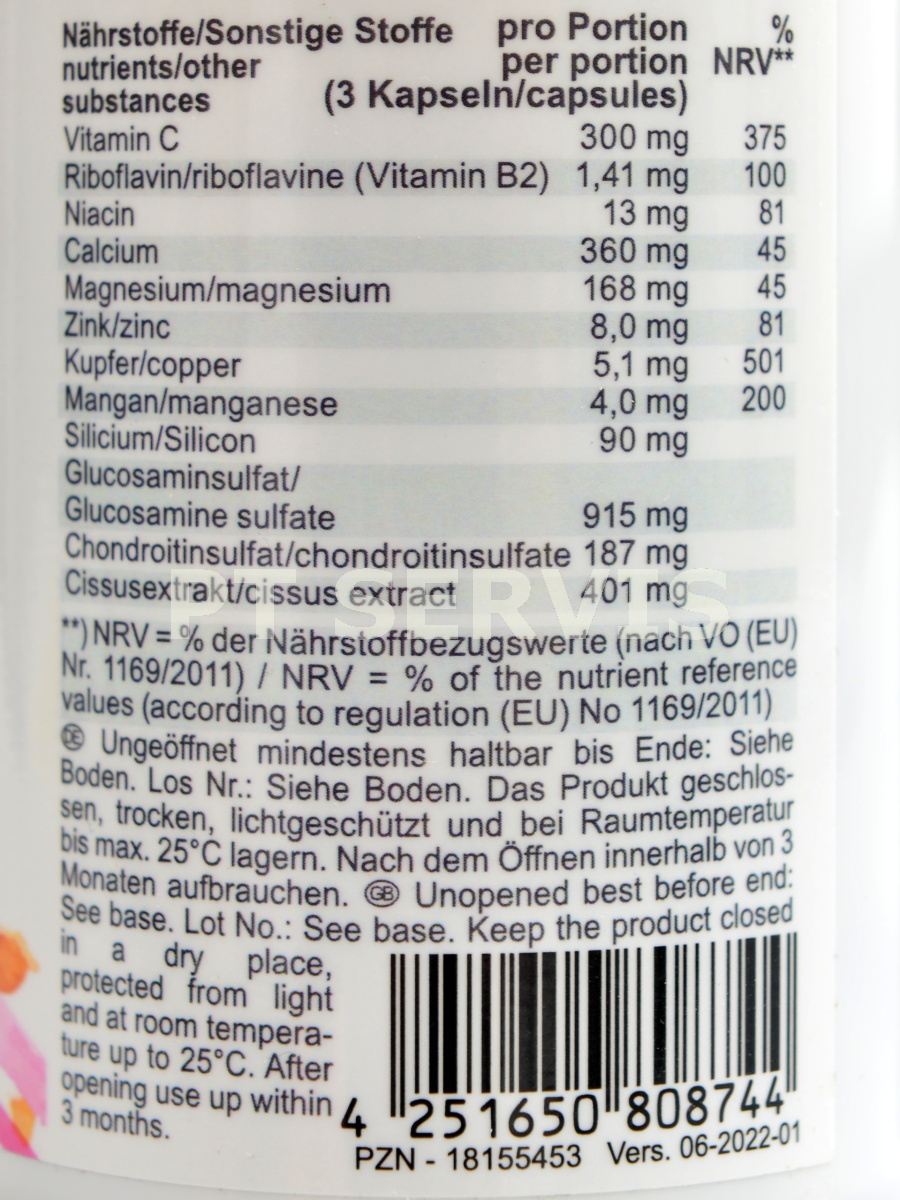 Nährstoffe/Sonstige Stoffe pro Portion %
nutrients/other per portion NRV**
substances (3 Kapseln/capsules)
Vitamin C 300 mg 375
Riboflavin/riboflavine (Vitamin B2) 1,41 mg 100
Niacin 13 mg 81
Calcium 360 mg 45
Magnesium/magnesium 168 mg 45
Zink/zinc 8,0 mg 81
Kupfer/copper 5,1 mg 501
Mangan/manganese 4,0 mg 200
Silicium/Silicon 90 mg
Glucosaminsulfat/
Glucosamine sulfate 915 mg
Chondroitinsulfat/chondroitinsulfate 187 mg
Cissusextrakt/cissus extract 401 mg
PT SERVIS
**) NRV = % der Nährstoffbezugswerte (nach VO (EU)
Nr. 1169/2011) / NRV = % of the nutrient reference
values (according to regulation (EU) No 1169/2011)
DE Ungeöffnet mindestens haltbar bis Ende: Siehe
Boden. Los Nr.: Siehe Boden. Das Produkt geschlos-
sen, trocken, lichtgeschützt und bei Raumtemperatur
bis max. 25°C lagern. Nach dem Öffnen innerhalb von 3
Monaten aufbrauchen. GB Unopened best before end:
See base. Lot No.: See base. Keep the product closed
in a dry place,
protected from light
and at room tempera-
ture up to 25°C. After
opening use up within
3 months.
4 251650 808744
PZN - 18155453 Vers. 06-2022-01